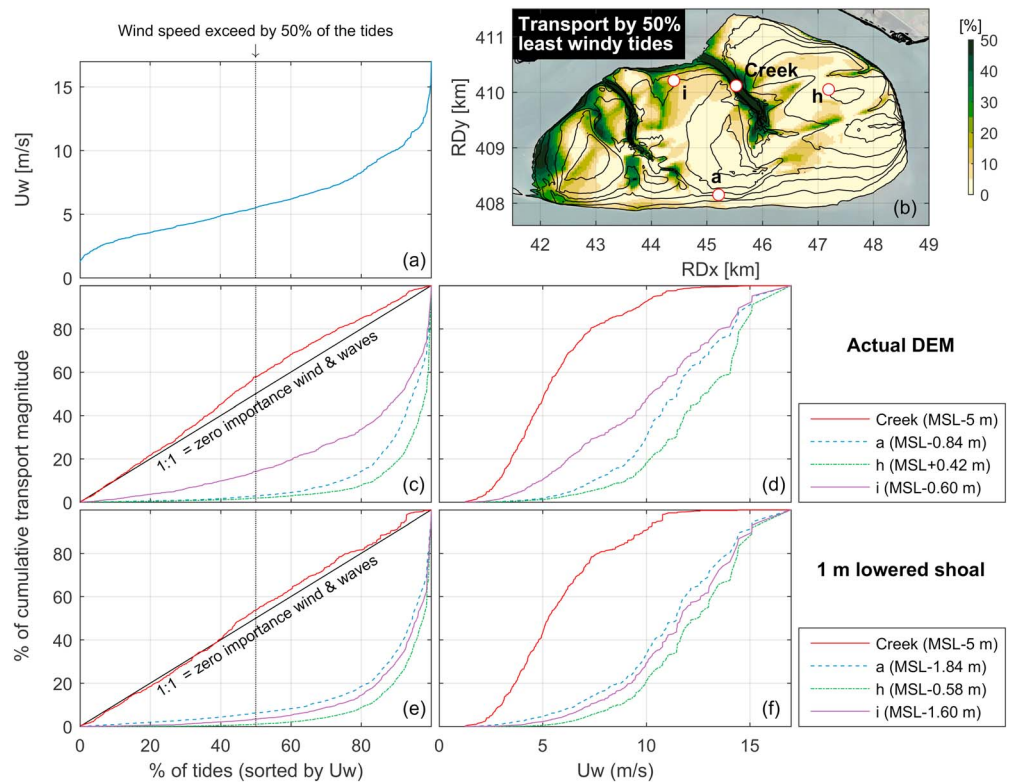 Wind speed exceed by 50% of the tides
↓
15
10
5
0
Uw [m/s]
(a)
Transport by 50%
least windy tides
Creek
i
h
a
(b)
411
410
409
408
RDy [km]
42 43 44 45 46 47 48 49
RDx [km]
[%]
50
40
30
20
10
0
% of cumulative transport magnitude
80
60
40
20
0
1:1 = zero importance wind & waves
(c)
(d)
Actual DEM
Creek (MSL-5 m)
a (MSL-0.84 m)
h (MSL+0.42 m)
i (MSL-0.60 m)
80
60
40
20
0
1:1 = zero importance wind & waves
(e)
(f)
1 m lowered shoal
Creek (MSL-5 m)
a (MSL-1.84 m)
h (MSL-0.58 m)
i (MSL-1.60 m)
0 20 40 60 80
% of tides (sorted by Uw)
0 5 10 15
Uw (m/s)